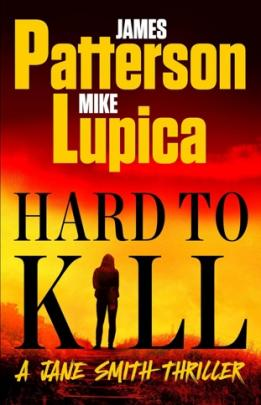 JAMES
Patterson
MIKE
Lupica
HARD TO
KILL
A JANE SMITH THRILLER